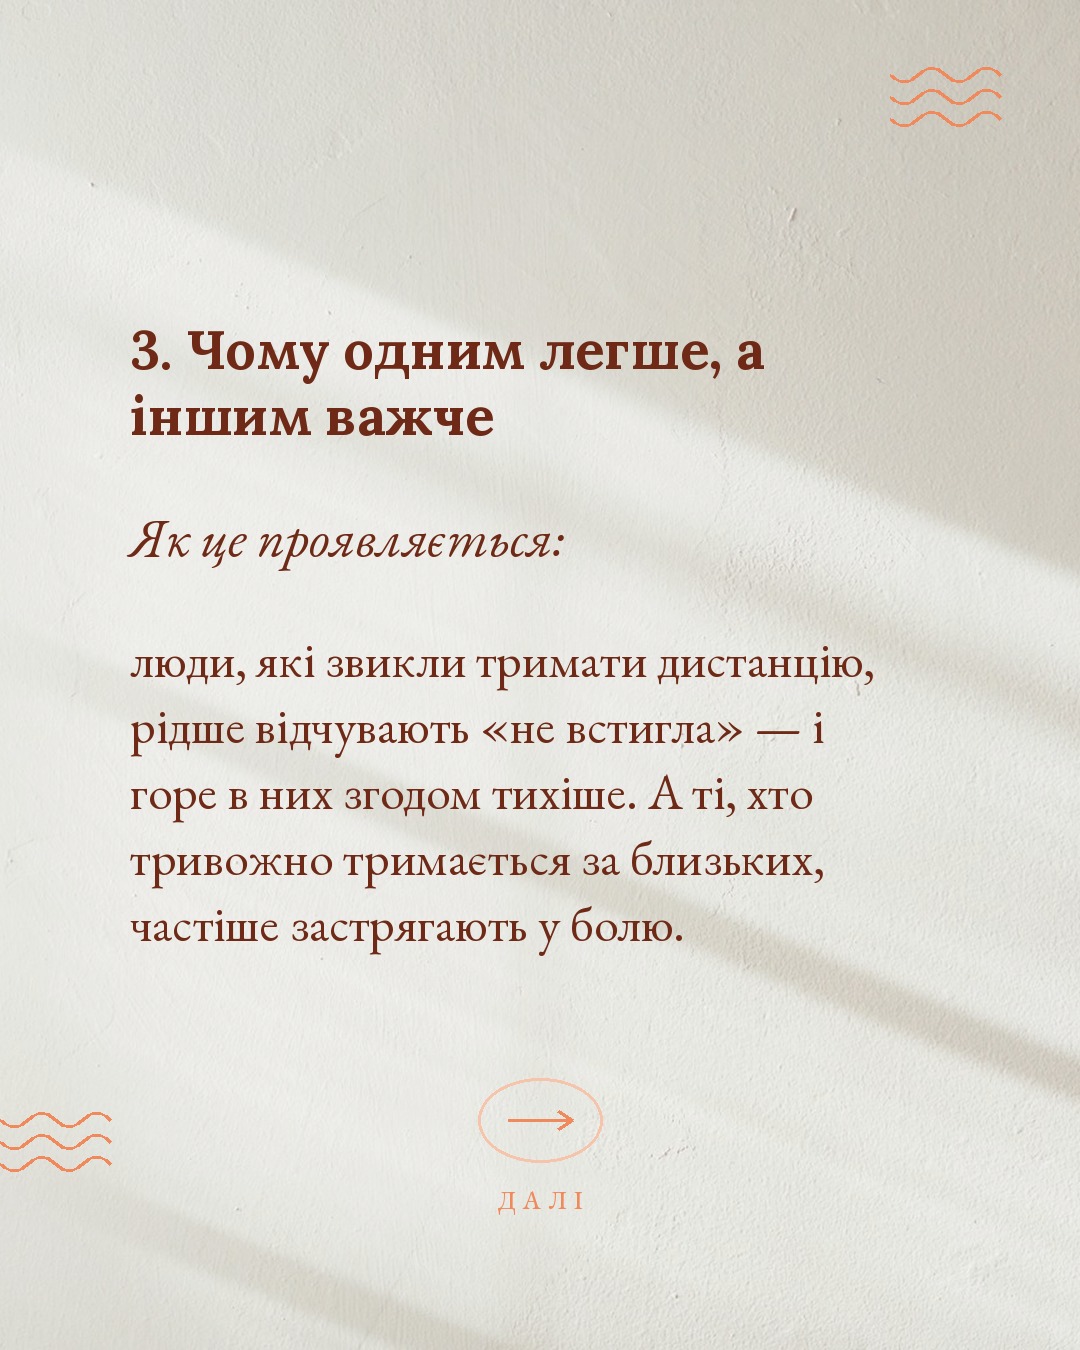 3. Чому одним легше, а
іншим важче
Як це проявляється:
люди, які звикли тримати дистанцію,
рідше відчувають «не встигла» — і
горе в них згодом тихіше. А ті, хто
тривожно тримається за близьких,
частіше застрягають у болю.
ДАЛІ